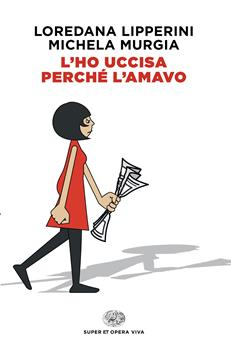 LOREDANA LIPPERINI
MICHELA MURGIA
L'HO UCCISA
PERCHÉ L'AMAVO
SUPER ET OPERA VIVA